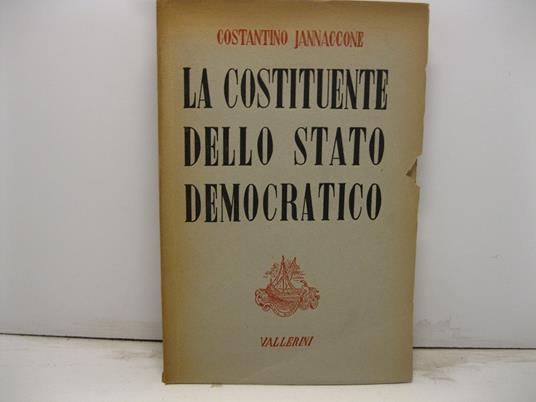 COSTANTINO JANNACCONE
LA COSTITUENTE
DELLO STATO
DEMOCRATICO
VALLERINI